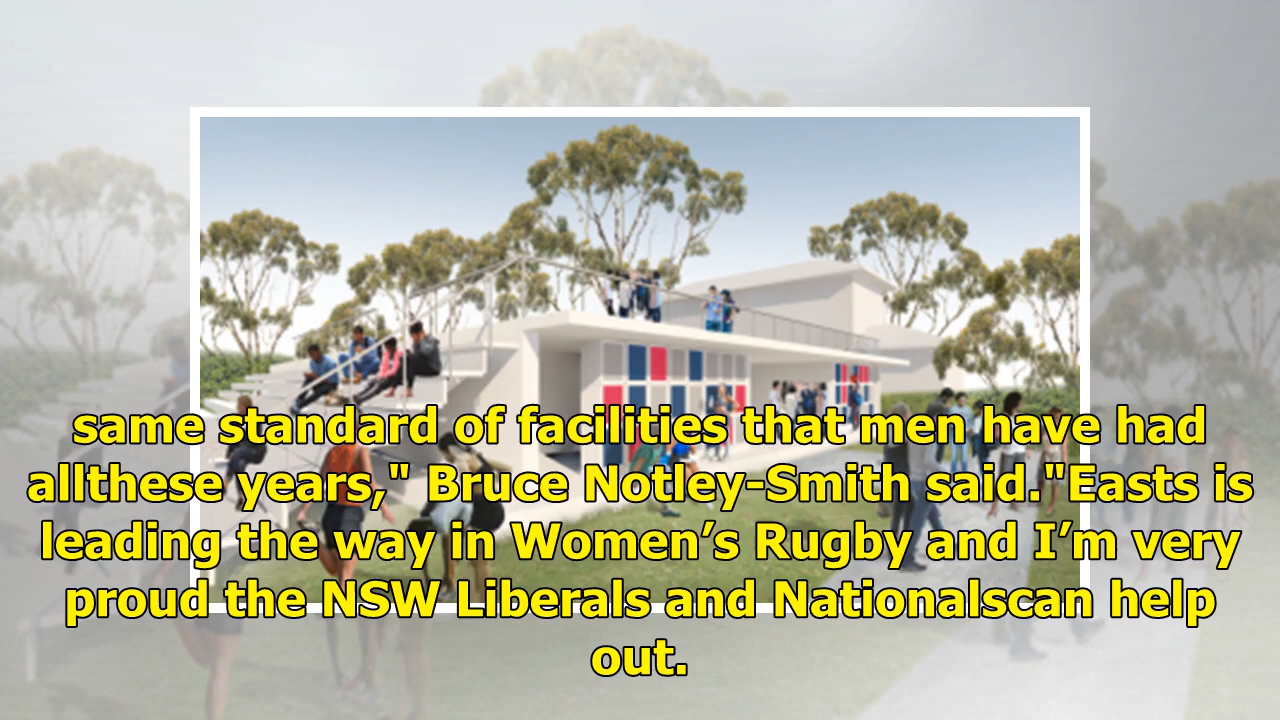 same standard of facilities that men have had
allthese years," Bruce Notley-Smith said."Easts is
leading the way in Women’s Rugby and I’m very
proud the NSW Liberals and Nationalscan help
out.